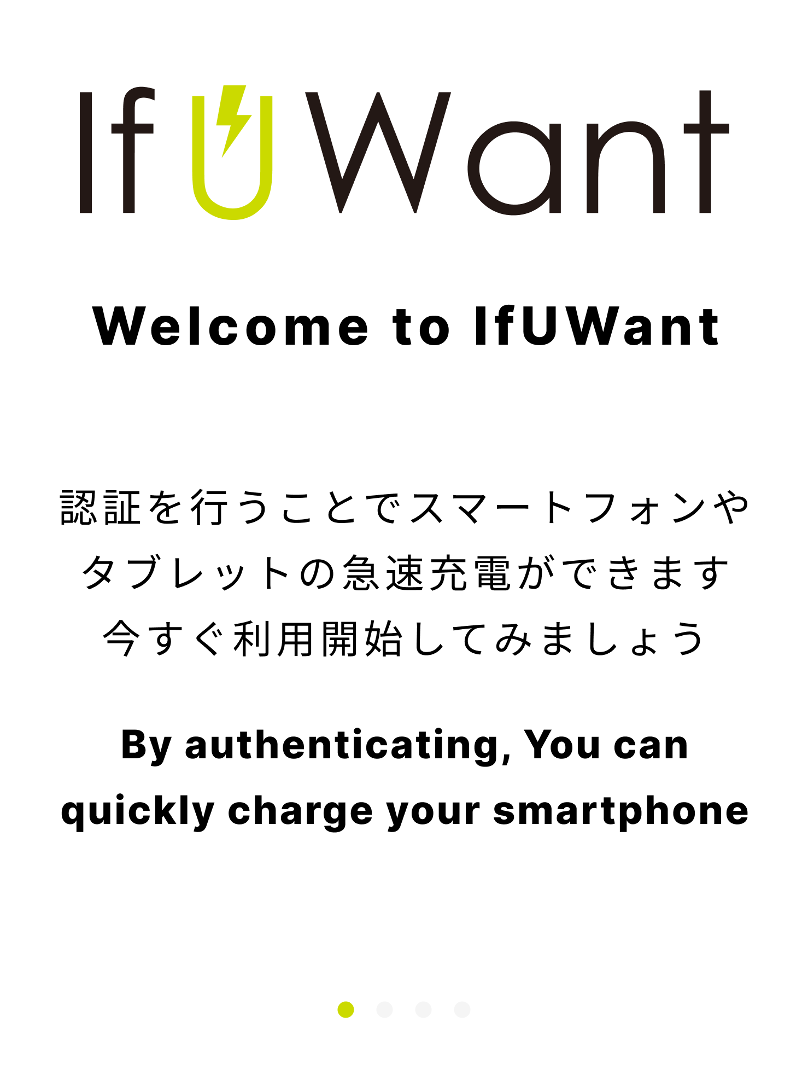 IfUWant
Welcome to IfUWant
認証を行うことでスマートフォンや
タブレットの急速充電ができます
今すぐ利用開始してみましょう
By authenticating, You can
quickly charge your smartphone